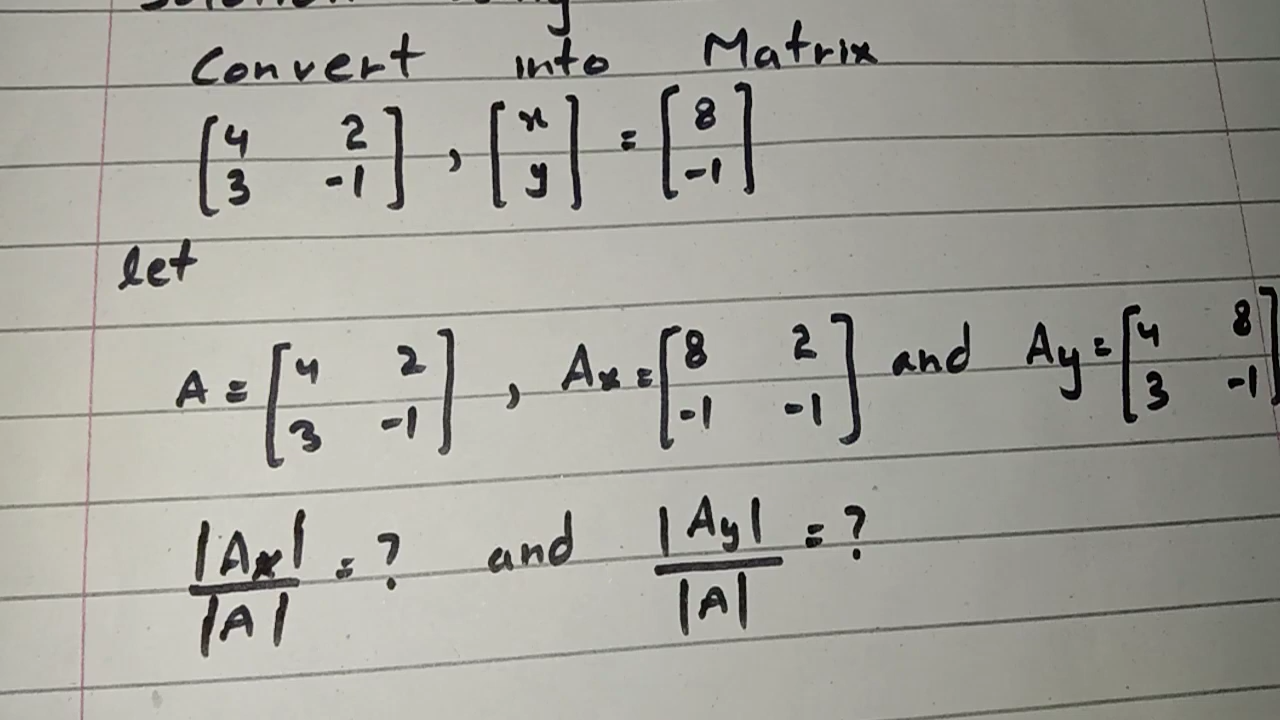 Convert into Matrix
[4 2
3 -1] , [x
y] = [8
-1]
let
A = [4 2
3 -1] , Ax = [8 2
-1 -1] and Ay = [4 8
3 -1]
|Ax|
/|A| = ? and |Ay|
/|A| = ?